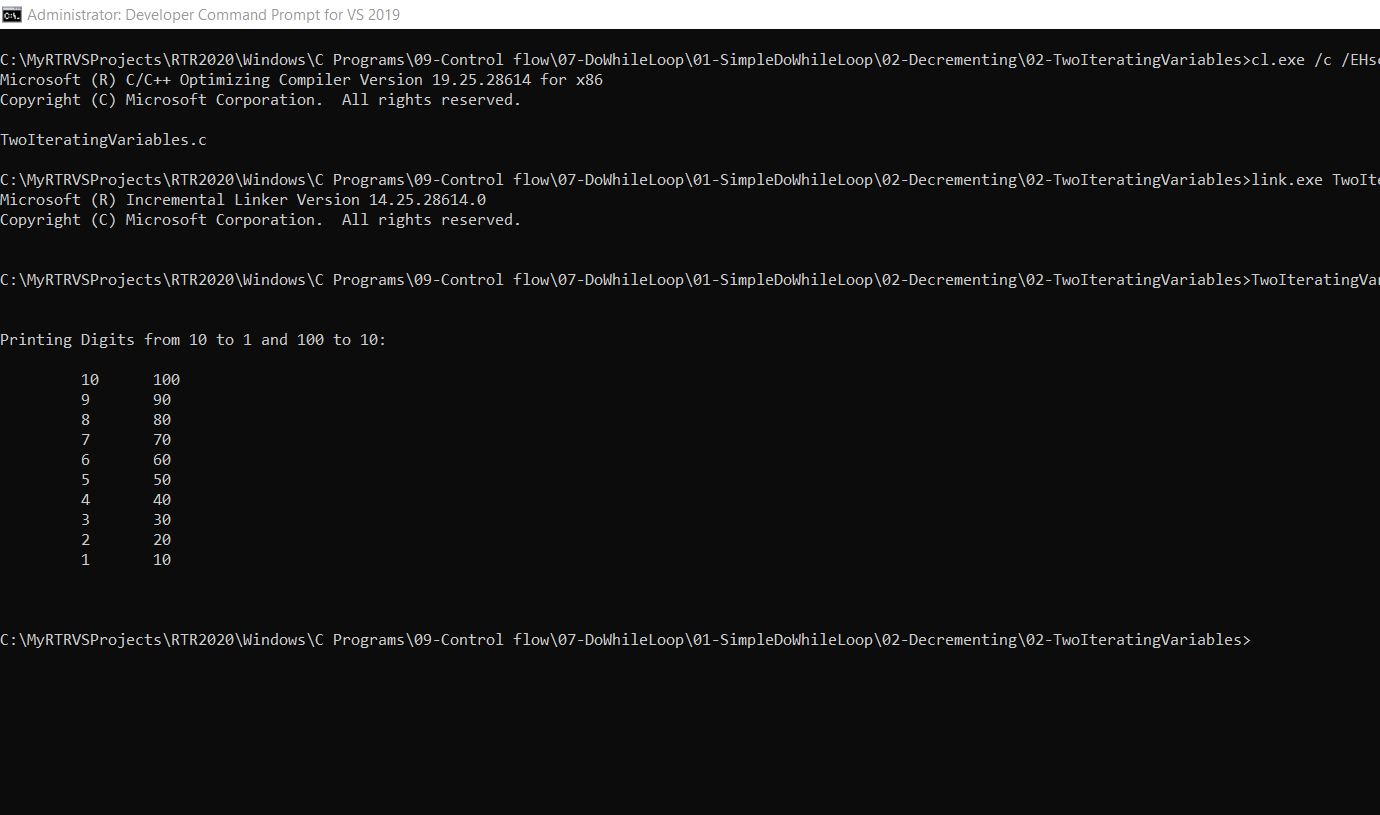 Administrator: Developer Command Prompt for VS 2019
C:\MyRTRVSProjects\RTR2020\Windows\C Programs\09-Control flow\07-DoWhileLoop\01-SimpleDoWhileLoop\02-Decrementing\02-TwoIteratingVariables>cl.exe /c /EHsc
Microsoft (R) C/C++ Optimizing Compiler Version 19.25.28614 for x86
Copyright (C) Microsoft Corporation.  All rights reserved.
TwoIteratingVariables.c
C:\MyRTRVSProjects\RTR2020\Windows\C Programs\09-Control flow\07-DoWhileLoop\01-SimpleDoWhileLoop\02-Decrementing\02-TwoIteratingVariables>link.exe TwoIte
Microsoft (R) Incremental Linker Version 14.25.28614.0
Copyright (C) Microsoft Corporation.  All rights reserved.
C:\MyRTRVSProjects\RTR2020\Windows\C Programs\09-Control flow\07-DoWhileLoop\01-SimpleDoWhileLoop\02-Decrementing\02-TwoIteratingVariables>TwoIteratingVar
Printing Digits from 10 to 1 and 100 to 10:
10 100
9 90
8 80
7 70
6 60
5 50
4 40
3 30
2 20
1 10
C:\MyRTRVSProjects\RTR2020\Windows\C Programs\09-Control flow\07-DoWhileLoop\01-SimpleDoWhileLoop\02-Decrementing\02-TwoIteratingVariables>